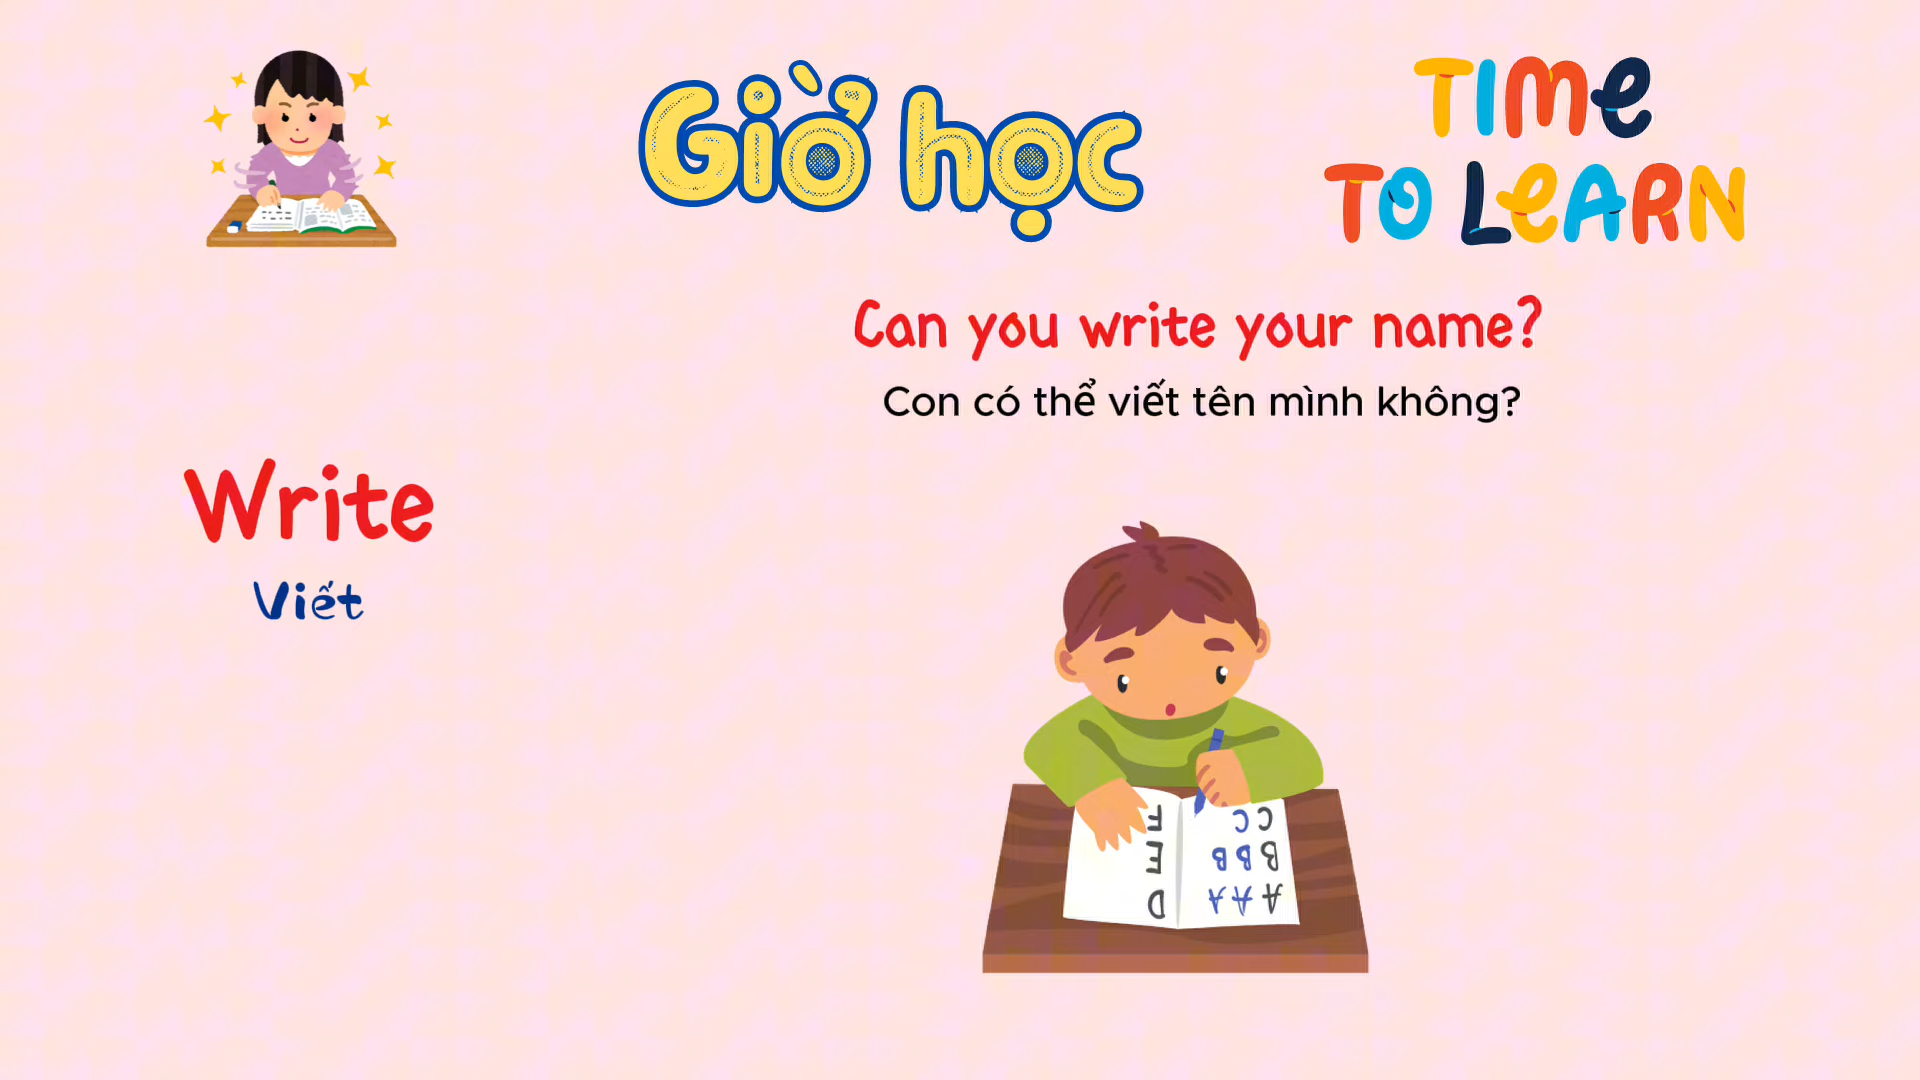 Giờ học
TIME
TO LEARN
Can you write your name?
Con có thể viết tên mình không?
Write
Viết
F
E
D
C C
B B B
A A A